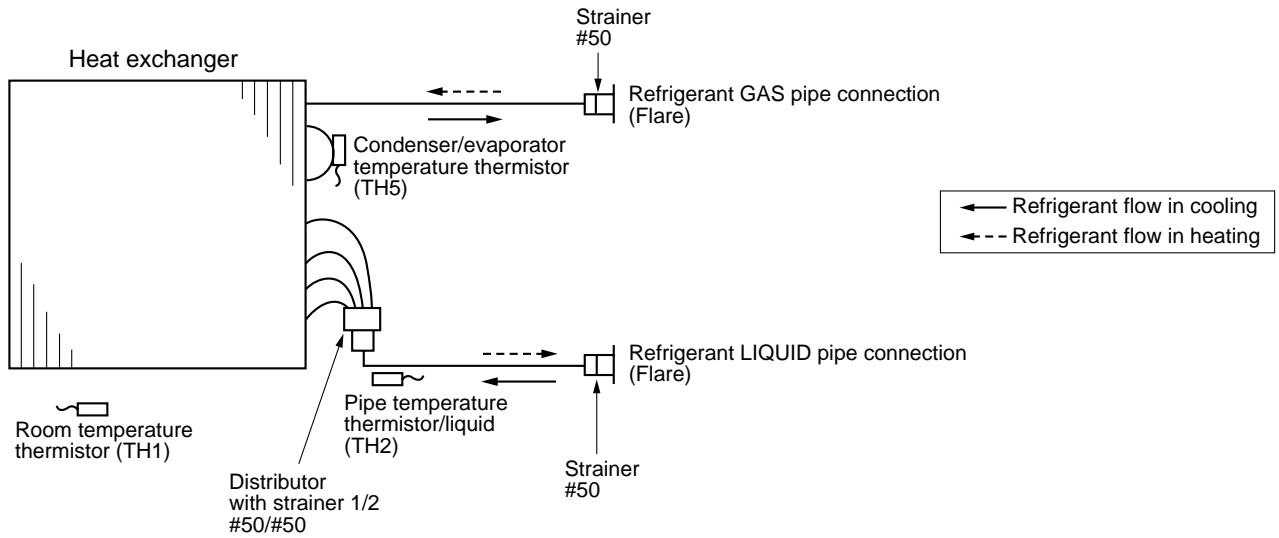 Strainer
#50
Heat exchanger
Refrigerant GAS pipe connection
(Flare)
Condenser/evaporator
temperature thermistor
(TH5)
Refrigerant flow in cooling
Refrigerant flow in heating
Refrigerant LIQUID pipe connection
(Flare)
Pipe temperature
thermistor/liquid
(TH2)
Room temperature
thermistor (TH1)
Strainer
#50
Distributor
with strainer 1/2
#50/#50